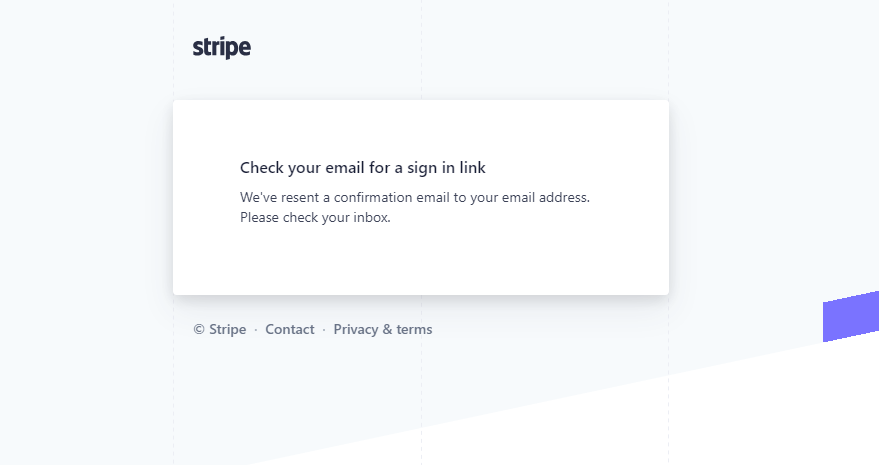 stripe
Check your email for a sign in link
We've resent a confirmation email to your email address.
Please check your inbox.
© Stripe · Contact · Privacy & terms